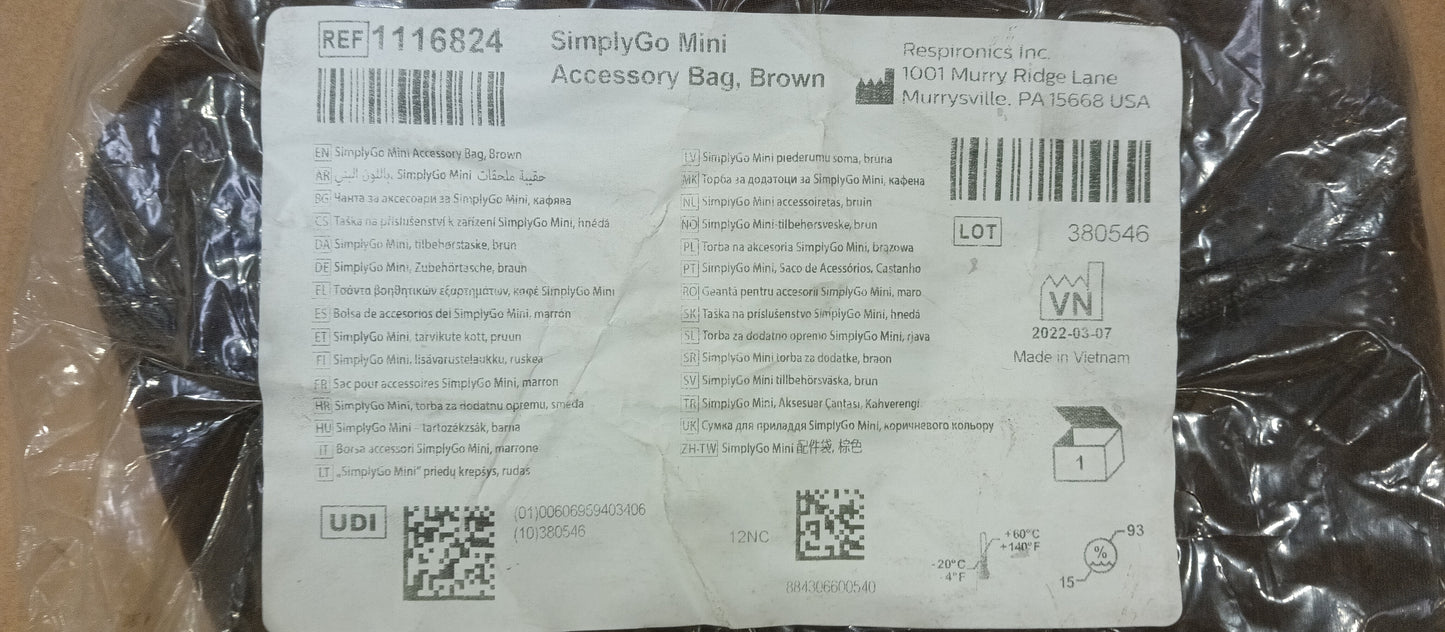 REF 1116824
SimplyGo Mini
Accessory Bag, Brown
Respironics Inc.
1001 Murry Ridge Lane
Murrysville, PA 15668 USA
EN SimplyGo Mini Accessory Bag, Brown
AR حقيبة ملحقات SimplyGo Mini باللون البني.
BG Чанта за аксесоари за SimplyGo Mini, кафява
CS Taška na příslušenství k zařízení SimplyGo Mini, hnědá
DA SimplyGo Mini, tilbehørstaske, brun
DE SimplyGo Mini, Zubehörtasche, braun
EL Τσάντα βοηθητικών εξαρτημάτων, καφέ SimplyGo Mini
ES Bolsa de accesorios del SimplyGo Mini, marrón
ET SimplyGo Mini, tarvikute kott, pruun
FI SimplyGo Mini, lisävarustelaukku, ruskea
FR Sac pour accessoires SimplyGo Mini, marron
HR SimplyGo Mini, torba za dodatnu opremu, smeđa
HU SimplyGo Mini – tartozékzsák, barna
IT Borsa accessori SimplyGo Mini, marrone
LT „SimplyGo Mini“ priedų krepšys, rudas
LV SimplyGo Mini piederumu soma, brūna
MK Торба за додатоци за SimplyGo Mini, кафена
NL SimplyGo Mini accessoiretas, bruin
NO SimplyGo Mini-tilbehørsveske, brun
PL Torba na akcesoria SimplyGo Mini, brązowa
PT SimplyGo Mini, Saco de Acessórios, Castanho
RO Geantă pentru accesorii SimplyGo Mini, maro
SK Taška na príslušenstvo SimplyGo Mini, hnedá
SL Torba za dodatno opremo SimplyGo Mini, rjava
SR SimplyGo Mini torba za dodatke, braon
SV SimplyGo Mini tillbehörsväska, brun
TR SimplyGo Mini, Aksesuar Çantası, Kahverengi
UK Сумка для приладдя SimplyGo Mini, коричневого кольору
ZH-TW SimplyGo Mini 配件袋, 棕色
LOT 380546
VN
2022-03-07
Made in Vietnam
1
UDI
(01)00606959403406
(10)380546
12NC
884306600540
+60°C
+140°F
-20°C
-4°F
93
%
15